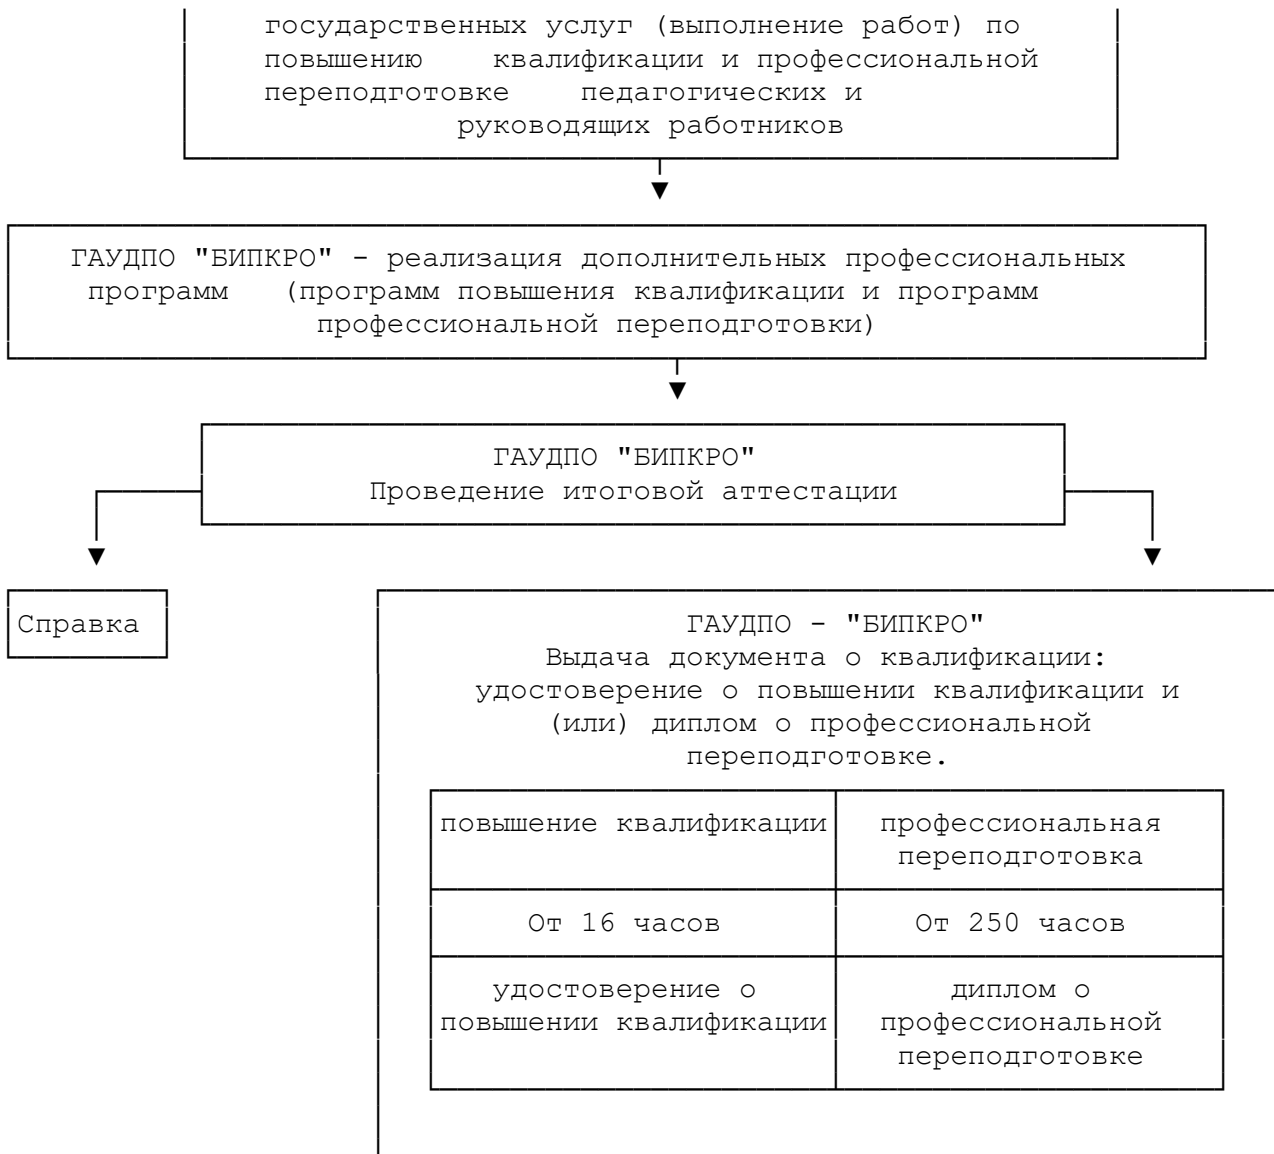 государственных услуг (выполнение работ) по
повышению квалификации и профессиональной
переподготовке педагогических и
руководящих работников
ГАУДПО "БИПКРО" - реализация дополнительных профессиональных
программ (программ повышения квалификации и программ
профессиональной переподготовки)
ГАУДПО "БИПКРО"
Проведение итоговой аттестации
Справка
ГАУДПО - "БИПКРО"
Выдача документа о квалификации:
удостоверение о повышении квалификации и
(или) диплом о профессиональной
переподготовке.
повышение квалификации
профессиональная
переподготовка
От 16 часов
От 250 часов
удостоверение о
повышении квалификации
диплом о
профессиональной
переподготовке